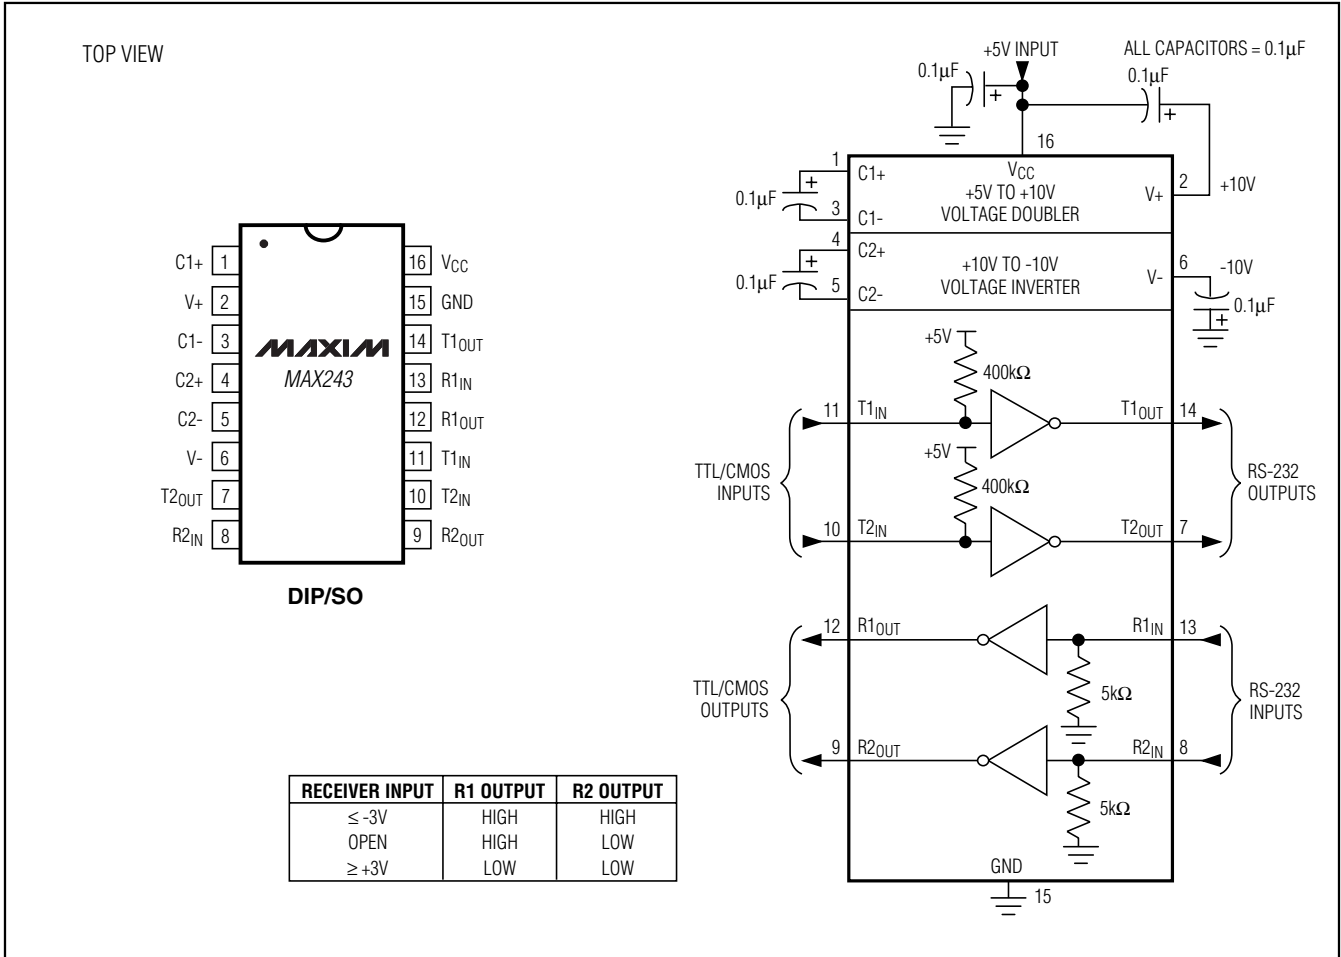 TOP VIEW
C1+ 1
V+ 2
C1- 3
C2+ 4
C2- 5
V- 6
T2OUT 7
R2IN 8
16 VCC
15 GND
14 T1OUT
13 R1IN
12 R1OUT
11 T1IN
10 T2IN
9 R2OUT
MAXIM
MAX243
DIP/SO
RECEIVER INPUT R1 OUTPUT R2 OUTPUT
≤ -3V HIGH HIGH
OPEN HIGH LOW
≥ +3V LOW LOW
+5V INPUT
ALL CAPACITORS = 0.1µF
0.1µF
+
0.1µF
+
16
VCC
+5V TO +10V
VOLTAGE DOUBLER
1
C1+
+
0.1µF
3
C1-
V+
2
+10V
4
C2+
+
0.1µF
5
C2-
+10V TO -10V
VOLTAGE INVERTER
V-
6
-10V
0.1µF
+
+5V
400kΩ
11 T1IN
T1OUT 14
+5V
400kΩ
TTL/CMOS
INPUTS
RS-232
OUTPUTS
10 T2IN
T2OUT 7
12 R1OUT
R1IN 13
5kΩ
TTL/CMOS
OUTPUTS
RS-232
INPUTS
9 R2OUT
R2IN 8
5kΩ
GND
15